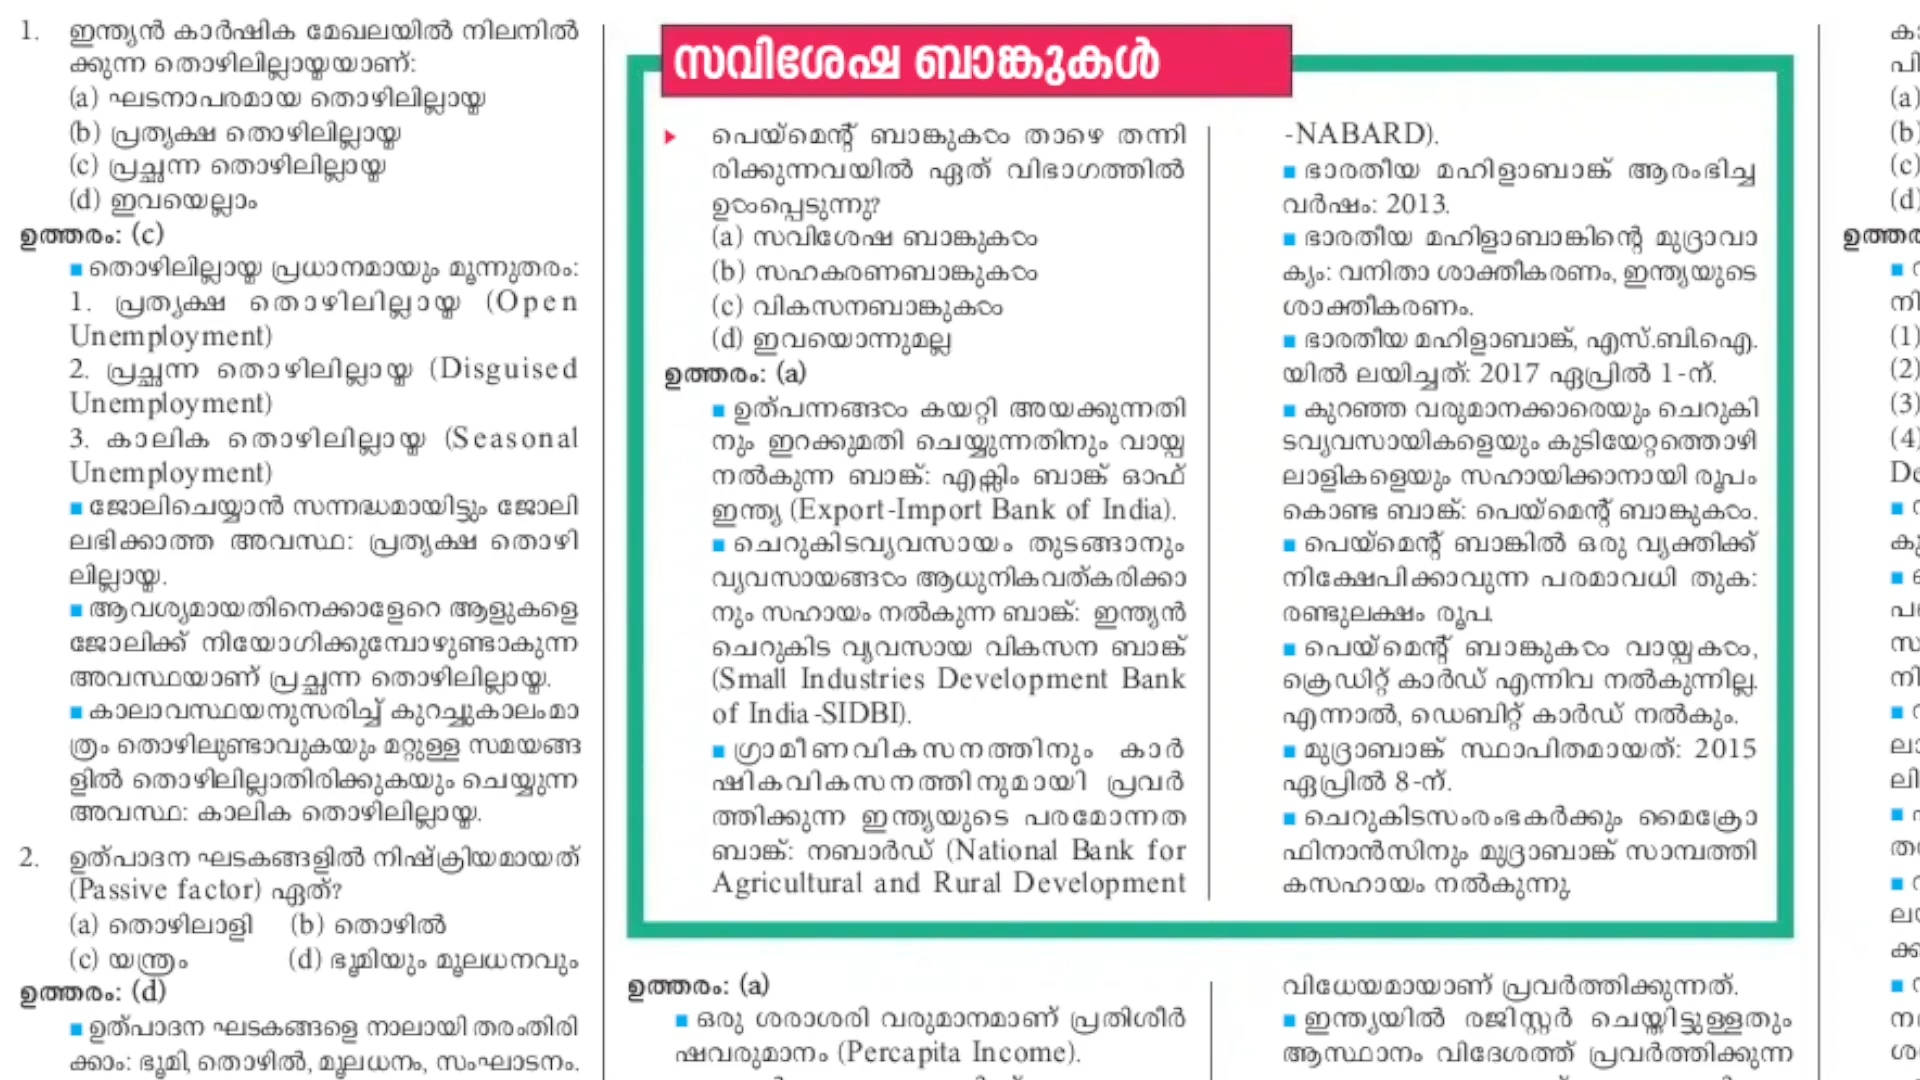 1. ഇന്ത്യൻ കാർഷിക മേഖലയിൽ നിലനിൽ
ക്കുന്ന തൊഴിലില്ലായ്മയാണ്:
(a) ഘടനാപരമായ തൊഴിലില്ലായ്മ
(b) പ്രത്യക്ഷ തൊഴിലില്ലായ്മ
(c) പ്രച്ഛന്ന തൊഴിലില്ലായ്മ
(d) ഇവയെല്ലാം
ഉത്തരം: (c)
■ തൊഴിലില്ലായ്മ പ്രധാനമായും മൂന്നുതരം:
1. പ്രത്യക്ഷ തൊഴിലില്ലായ്മ (Open
Unemployment)
2. പ്രച്ഛന്ന തൊഴിലില്ലായ്മ (Disguised
Unemployment)
3. കാലിക തൊഴിലില്ലായ്മ (Seasonal
Unemployment)
■ ജോലിചെയ്യാൻ സന്നദ്ധമായിട്ടും ജോലി
ലഭിക്കാത്ത അവസ്ഥ: പ്രത്യക്ഷ തൊഴി
ലില്ലായ്മ.
■ ആവശ്യമായതിനെക്കാളേറെ ആളുകളെ
ജോലിക്ക് നിയോഗിക്കുമ്പോഴുണ്ടാകുന്ന
അവസ്ഥയാണ് പ്രച്ഛന്ന തൊഴിലില്ലായ്മ.
■ കാലാവസ്ഥയനുസരിച്ച് കുറച്ചുകാലംമാ
ത്രം തൊഴിലുണ്ടാവുകയും മറ്റുള്ള സമയങ്ങ
ളിൽ തൊഴിലില്ലാതിരിക്കുകയും ചെയ്യുന്ന
അവസ്ഥ: കാലിക തൊഴിലില്ലായ്മ.
2. ഉത്പാദന ഘടകങ്ങളിൽ നിഷ്ക്രിയമായത്
(Passive factor) ഏത്?
(a) തൊഴിലാളി (b) തൊഴിൽ
(c) യന്ത്രം (d) ഭൂമിയും മൂലധനവും
ഉത്തരം: (d)
■ ഉത്പാദന ഘടകങ്ങളെ നാലായി തരംതിരി
ക്കാം: ഭൂമി, തൊഴിൽ, മൂലധനം, സംഘാടനം.
സവിശേഷ ബാങ്കുകൾ
പെയ്മെന്റ് ബാങ്കുകൾ താഴെ തന്നി
രിക്കുന്നവയിൽ ഏത് വിഭാഗത്തിൽ
ഉൾപ്പെടുന്നു?
(a) സവിശേഷ ബാങ്കുകൾ
(b) സഹകരണബാങ്കുകൾ
(c) വികസനബാങ്കുകൾ
(d) ഇവയൊന്നുമല്ല
ഉത്തരം: (a)
■ ഉത്പന്നങ്ങൾ കയറ്റി അയക്കുന്നതി
നും ഇറക്കുമതി ചെയ്യുന്നതിനും വായ്പ
നൽകുന്ന ബാങ്ക്: എക്സിം ബാങ്ക് ഓഫ്
ഇന്ത്യ (Export-Import Bank of India).
■ ചെറുകിടവ്യവസായം തുടങ്ങാനും
വ്യവസായങ്ങൾ ആധുനികവത്കരിക്കാ
നും സഹായം നൽകുന്ന ബാങ്ക്: ഇന്ത്യൻ
ചെറുകിട വ്യവസായ വികസന ബാങ്ക്
(Small Industries Development Bank
of India -SIDBI).
■ ഗ്രാമീണവികസനത്തിനും കാർ
ഷികവികസനത്തിനുമായി പ്രവർ
ത്തിക്കുന്ന ഇന്ത്യയുടെ പരമോന്നത
ബാങ്ക്: നബാർഡ് (National Bank for
Agricultural and Rural Development
-NABARD).
■ ഭാരതീയ മഹിളാബാങ്ക് ആരംഭിച്ച
വർഷം: 2013.
■ ഭാരതീയ മഹിളാബാങ്കിന്റെ മുദ്രാവാ
ക്യം: വനിതാ ശാക്തീകരണം, ഇന്ത്യയുടെ
ശാക്തീകരണം.
■ ഭാരതീയ മഹിളാബാങ്ക്, എസ്.ബി.ഐ.
യിൽ ലയിച്ചത്: 2017 ഏപ്രിൽ 1-ന്.
■ കുറഞ്ഞ വരുമാനക്കാരെയും ചെറുകി
ടവ്യവസായികളെയും കുടിയേറ്റത്തൊഴി
ലാളികളെയും സഹായിക്കാനായി രൂപം
കൊണ്ട ബാങ്ക്: പെയ്മെന്റ് ബാങ്കുകൾ.
■ പെയ്മെന്റ് ബാങ്കിൽ ഒരു വ്യക്തിക്ക്
നിക്ഷേപിക്കാവുന്ന പരമാവധി തുക:
രണ്ടുലക്ഷം രൂപ.
■ പെയ്മെന്റ് ബാങ്കുകൾ വായ്പകൾ,
ക്രെഡിറ്റ് കാർഡ് എന്നിവ നൽകുന്നില്ല.
എന്നാൽ, ഡെബിറ്റ് കാർഡ് നൽകും.
■ മുദ്രാബാങ്ക് സ്ഥാപിതമായത്: 2015
ഏപ്രിൽ 8-ന്.
■ ചെറുകിടസംരംഭകർക്കും മൈക്രോ
ഫിനാൻസിനും മുദ്രാബാങ്ക് സാമ്പത്തി
കസഹായം നൽകുന്നു.
ഉത്തരം: (a)
■ ഒരു ശരാശരി വരുമാനമാണ് പ്രതിശീർ
ഷവരുമാനം (Percapita Income).
വിധേയമായാണ് പ്രവർത്തിക്കുന്നത്.
■ ഇന്ത്യയിൽ രജിസ്റ്റർ ചെയ്തിട്ടുള്ളതും
ആസ്ഥാനം വിദേശത്ത് പ്രവർത്തിക്കുന്ന
(a)
(b)
(c)
(d)
(1)
(2)
(3)
(4)